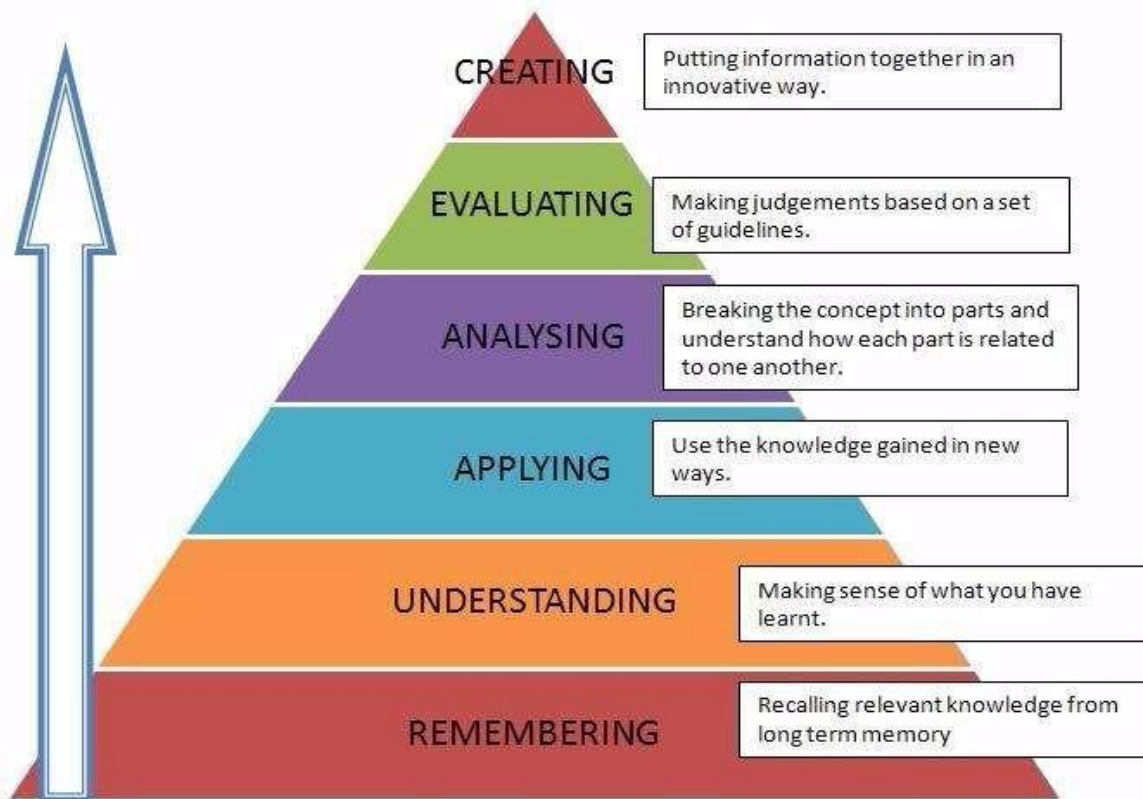 CREATING
Putting information together in an
innovative way.
EVALUATING
Making judgements based on a set
of guidelines.
ANALYSING
Breaking the concept into parts and
understand how each part is related
to one another.
APPLYING
Use the knowledge gained in new
ways.
UNDERSTANDING
Making sense of what you have
learnt.
REMEMBERING
Recalling relevant knowledge from
long term memory